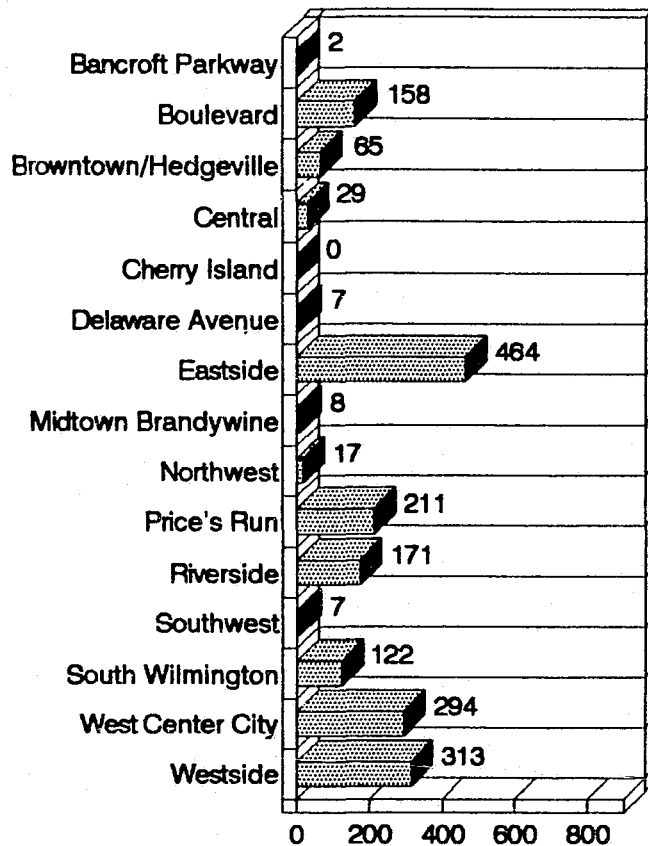 Bancroft Parkway 2
Boulevard 158
Browntown/Hedgeville 65
Central 29
Cherry Island 0
Delaware Avenue 7
Eastside 464
Midtown Brandywine 8
Northwest 17
Price's Run 211
Riverside 171
Southwest 7
South Wilmington 122
West Center City 294
Westside 313
0 200 400 600 800